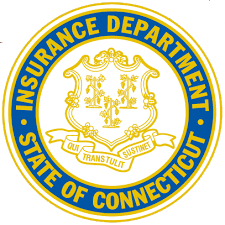 INSURANCE DEPARTMENT
STATE OF CONNECTICUT
QUI TRANSTULIT SUSTINET